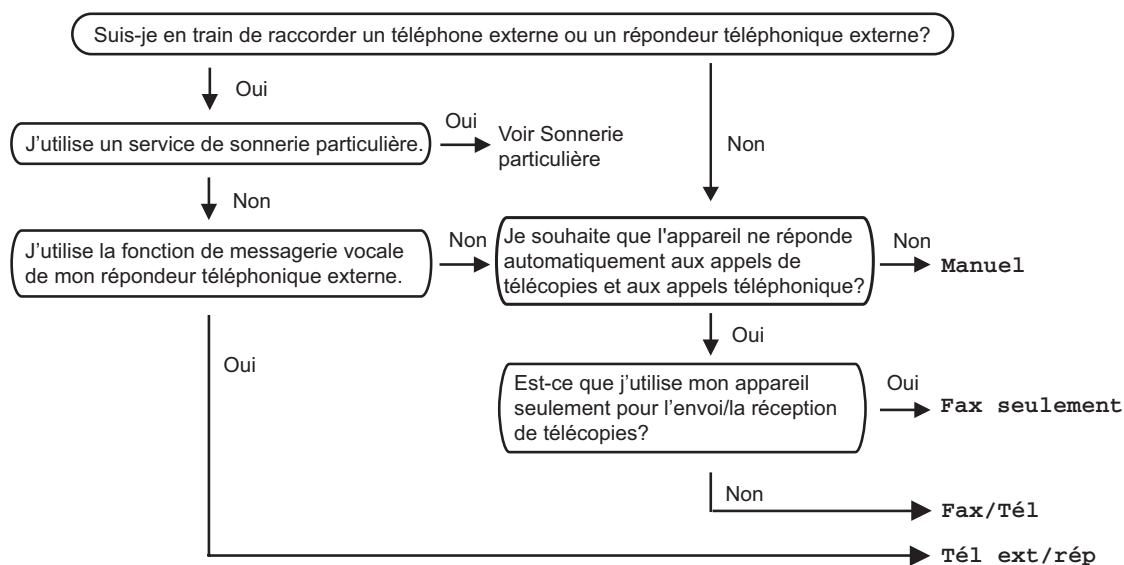 Suis-je en train de raccorder un téléphone externe ou un répondeur téléphonique externe?
Oui
J'utilise un service de sonnerie particulière.
Oui
Voir Sonnerie
particulière
Non
Non
J'utilise la fonction de messagerie vocale
de mon répondeur téléphonique externe.
Non
Je souhaite que l'appareil ne réponde
automatiquement aux appels de
télécopies et aux appels téléphonique?
Non
Manuel
Oui
Oui
Est-ce que j'utilise mon appareil
seulement pour l'envoi/la réception
de télécopies?
Oui
Fax seulement
Non
Fax/Tél
Tél ext/rép